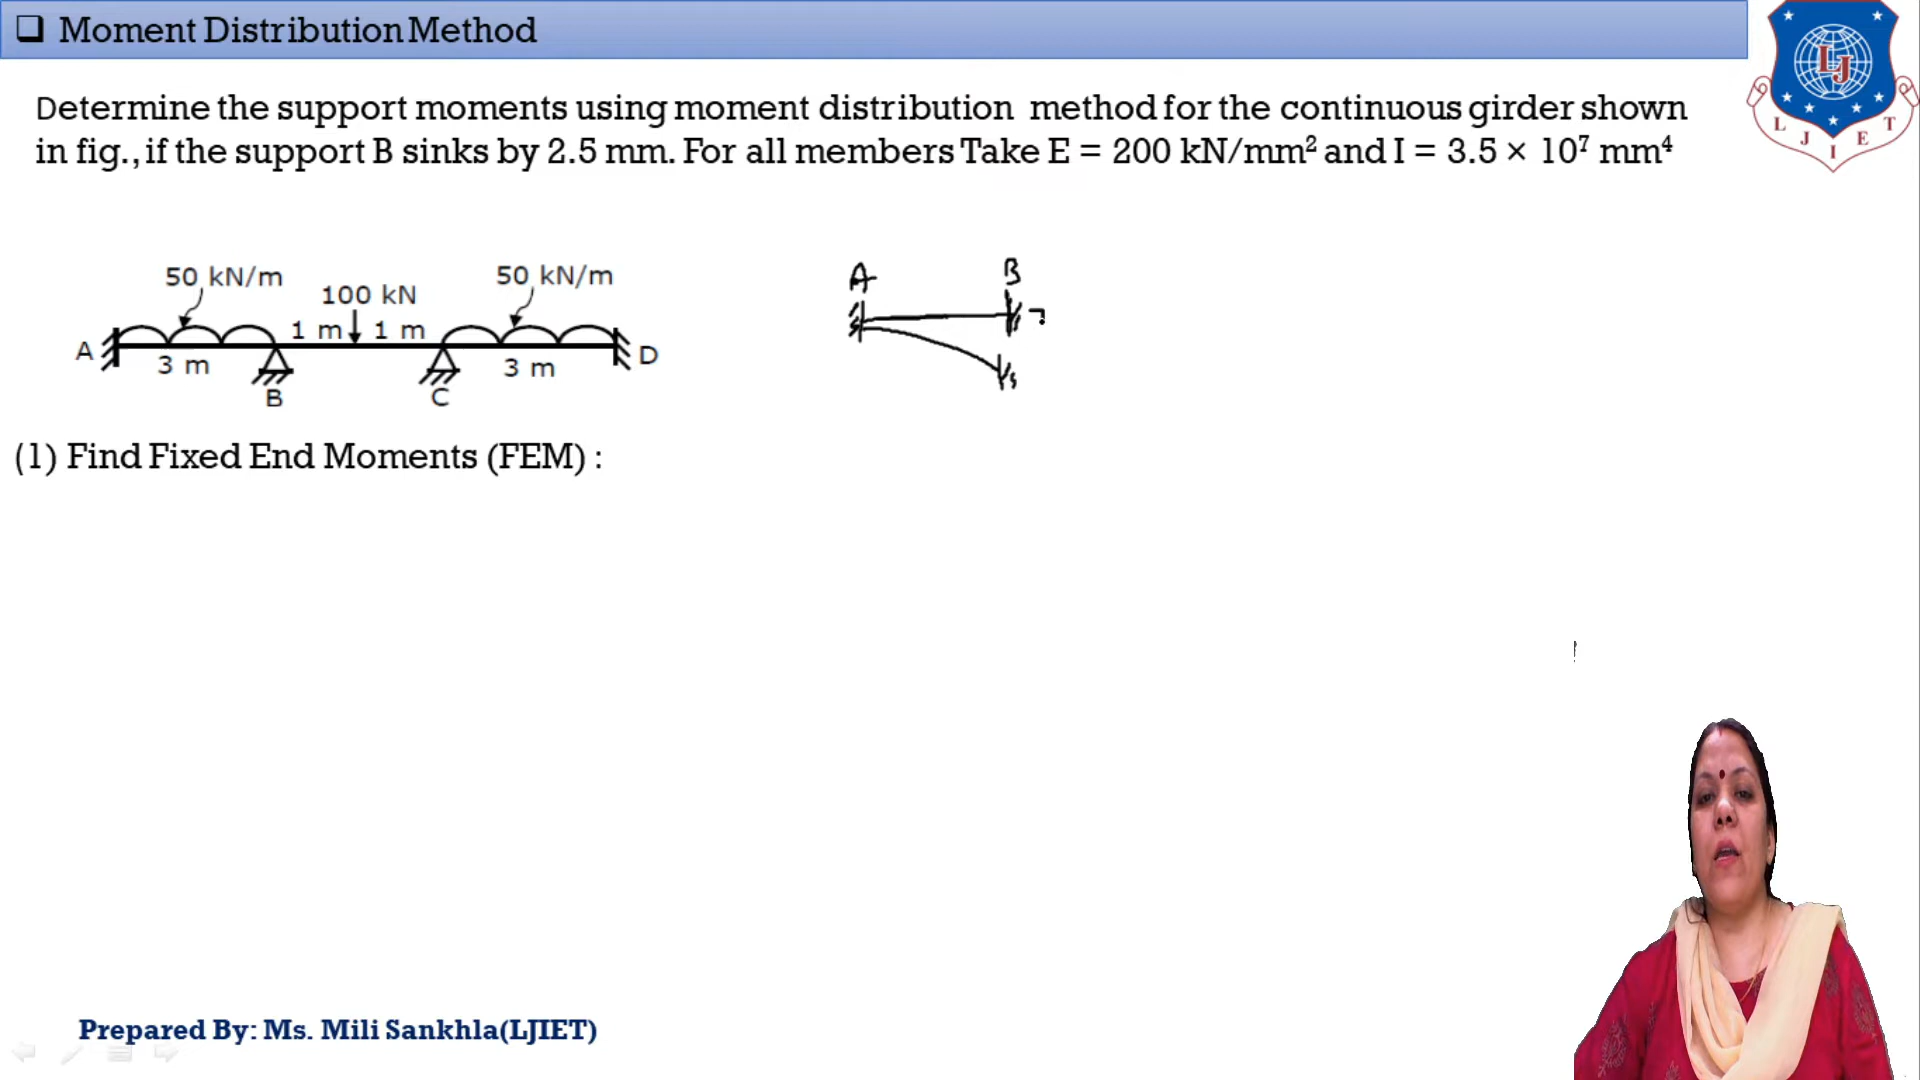 ❑ Moment Distribution Method
LJ
L J I E T
Determine the support moments using moment distribution method for the continuous girder shown
in fig., if the support B sinks by 2.5 mm. For all members Take E = 200 kN/mm² and I = 3.5 × 10⁷ mm⁴
50 kN/m
100 kN
50 kN/m
1 m 1 m
A
3 m
B
C
3 m
D
A B
(1) Find Fixed End Moments (FEM) :
Prepared By: Ms. Mili Sankhla(LJIET)